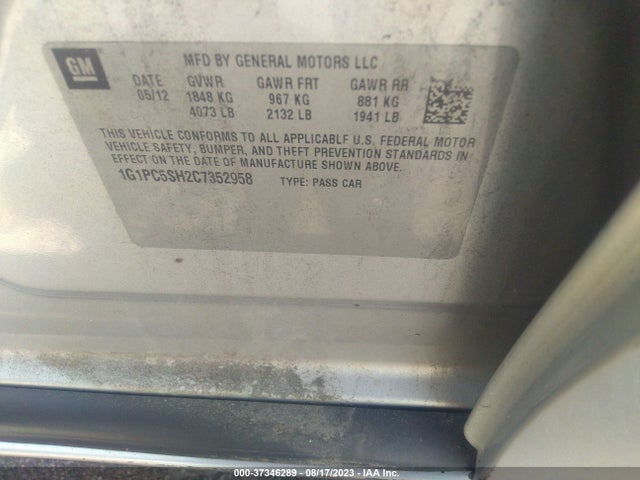 GM
MFD BY GENERAL MOTORS LLC
DATE GVWR GAWR FRT GAWR RR
05/12 1848 KG 967 KG 881 KG
4073 LB 2132 LB 1941 LB
THIS VEHICLE CONFORMS TO ALL APPLICABLE U.S. FEDERAL MOTOR
VEHICLE SAFETY, BUMPER, AND THEFT PREVENTION STANDARDS IN
EFFECT ON THE DATE OF MANUFACTURE SHOWN ABOVE.
1G1PC5SH2C7352958 TYPE: PASS CAR
000-37346289 - 08/17/2023 - IAA Inc.